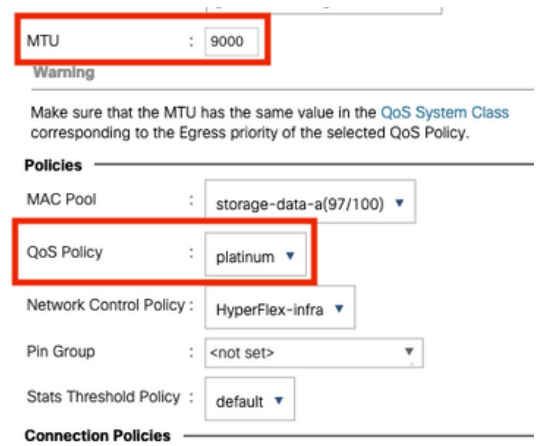 MTU : 9000
Warning
Make sure that the MTU has the same value in the QoS System Class
corresponding to the Egress priority of the selected QoS Policy.
Policies
MAC Pool : storage-data-a(97/100)
QoS Policy : platinum
Network Control Policy : HyperFlex-infra
Pin Group : <not set>
Stats Threshold Policy : default
Connection Policies